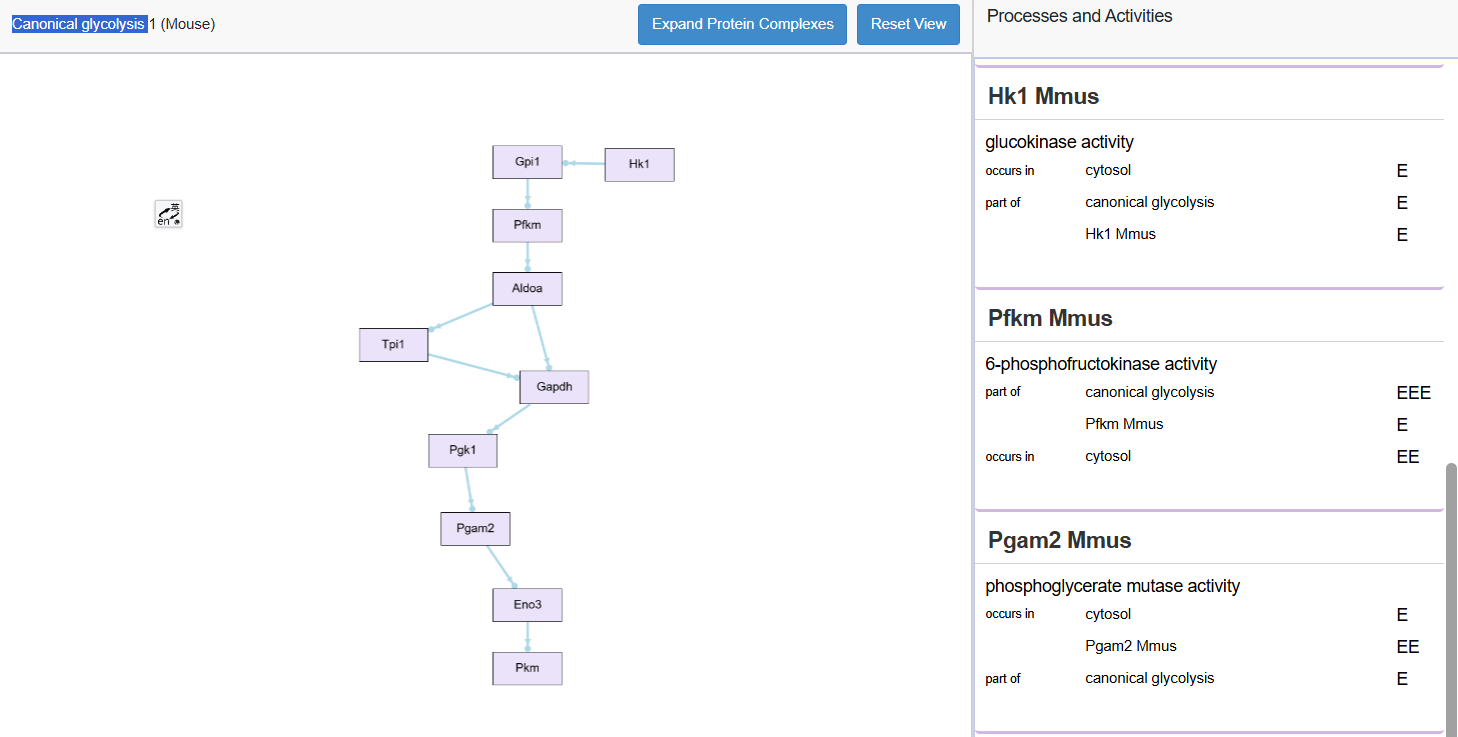 Canonical glycolysis 1 (Mouse)
Expand Protein Complexes
Reset View
Gpi1
Hk1
Pfkm
Aldoa
Tpi1
Gapdh
Pgk1
Pgam2
Eno3
Pkm
英
en
Processes and Activities
Hk1 Mmus
glucokinase activity
occurs in cytosol E
part of canonical glycolysis E
Hk1 Mmus E
Pfkm Mmus
6-phosphofructokinase activity
part of canonical glycolysis EEE
Pfkm Mmus E
occurs in cytosol EE
Pgam2 Mmus
phosphoglycerate mutase activity
occurs in cytosol E
Pgam2 Mmus EE
part of canonical glycolysis E